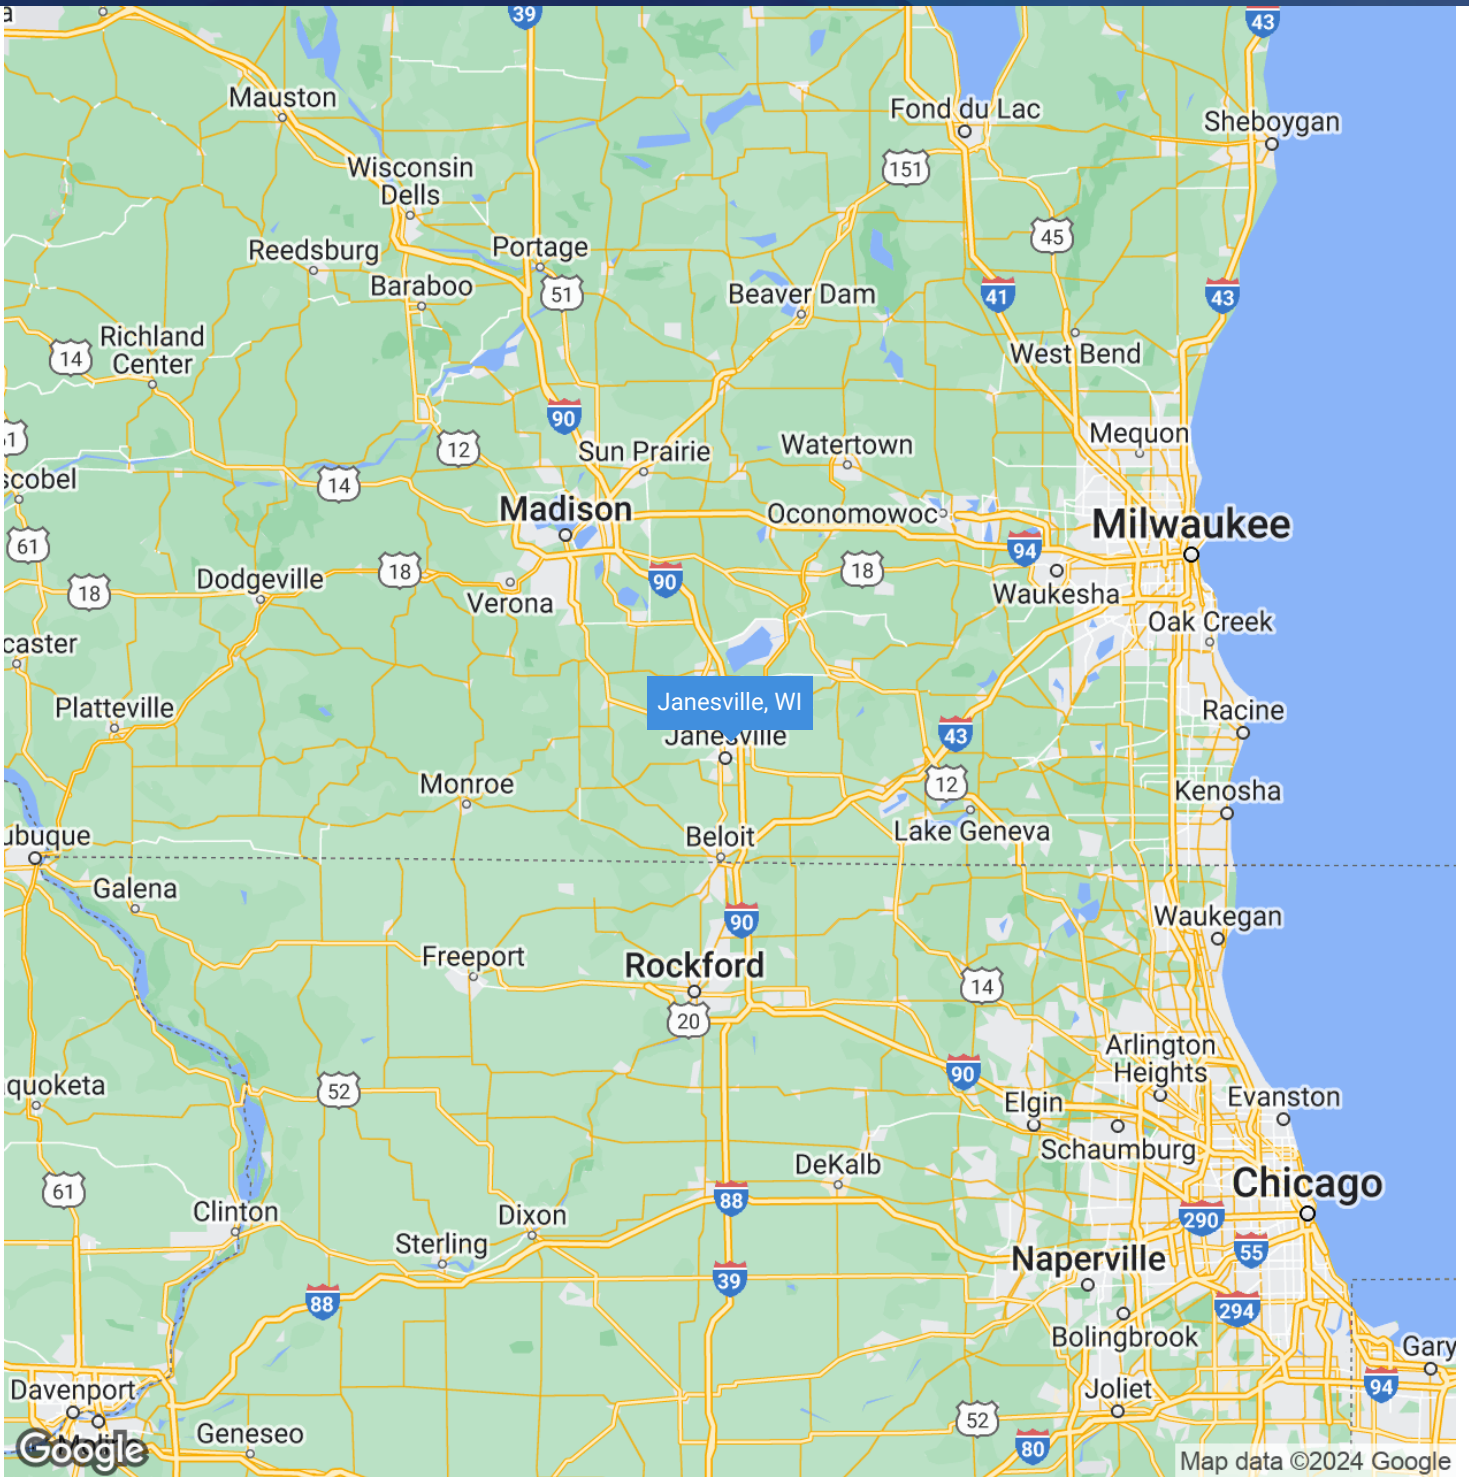 39
43
Mauston
Fond du Lac
Sheboygan
151
Wisconsin
Dells
45
Reedsburg
Portage
Baraboo
51
Beaver Dam
41
43
Richland
Center
14
West Bend
90
12
Sun Prairie
Watertown
Mequon
scobel
14
Madison
Oconomowoc
Milwaukee
61
94
18
Dodgeville
18
90
18
Waukesha
Verona
Oak Creek
caster
Janesville, WI
Platteville
Janesville
43
Racine
Monroe
12
Kenosha
ubuque
Beloit
Lake Geneva
Galena
90
Waukegan
Freeport
Rockford
14
20
Arlington
Heights
quoketa
52
90
Elgin
Evanston
Schaumburg
DeKalb
61
88
Chicago
Clinton
Dixon
290
Sterling
55
Naperville
39
88
294
Bolingbrook
Gary
Davenport
Joliet
94
52
Geneseo
80
Google
Map data ©2024 Google